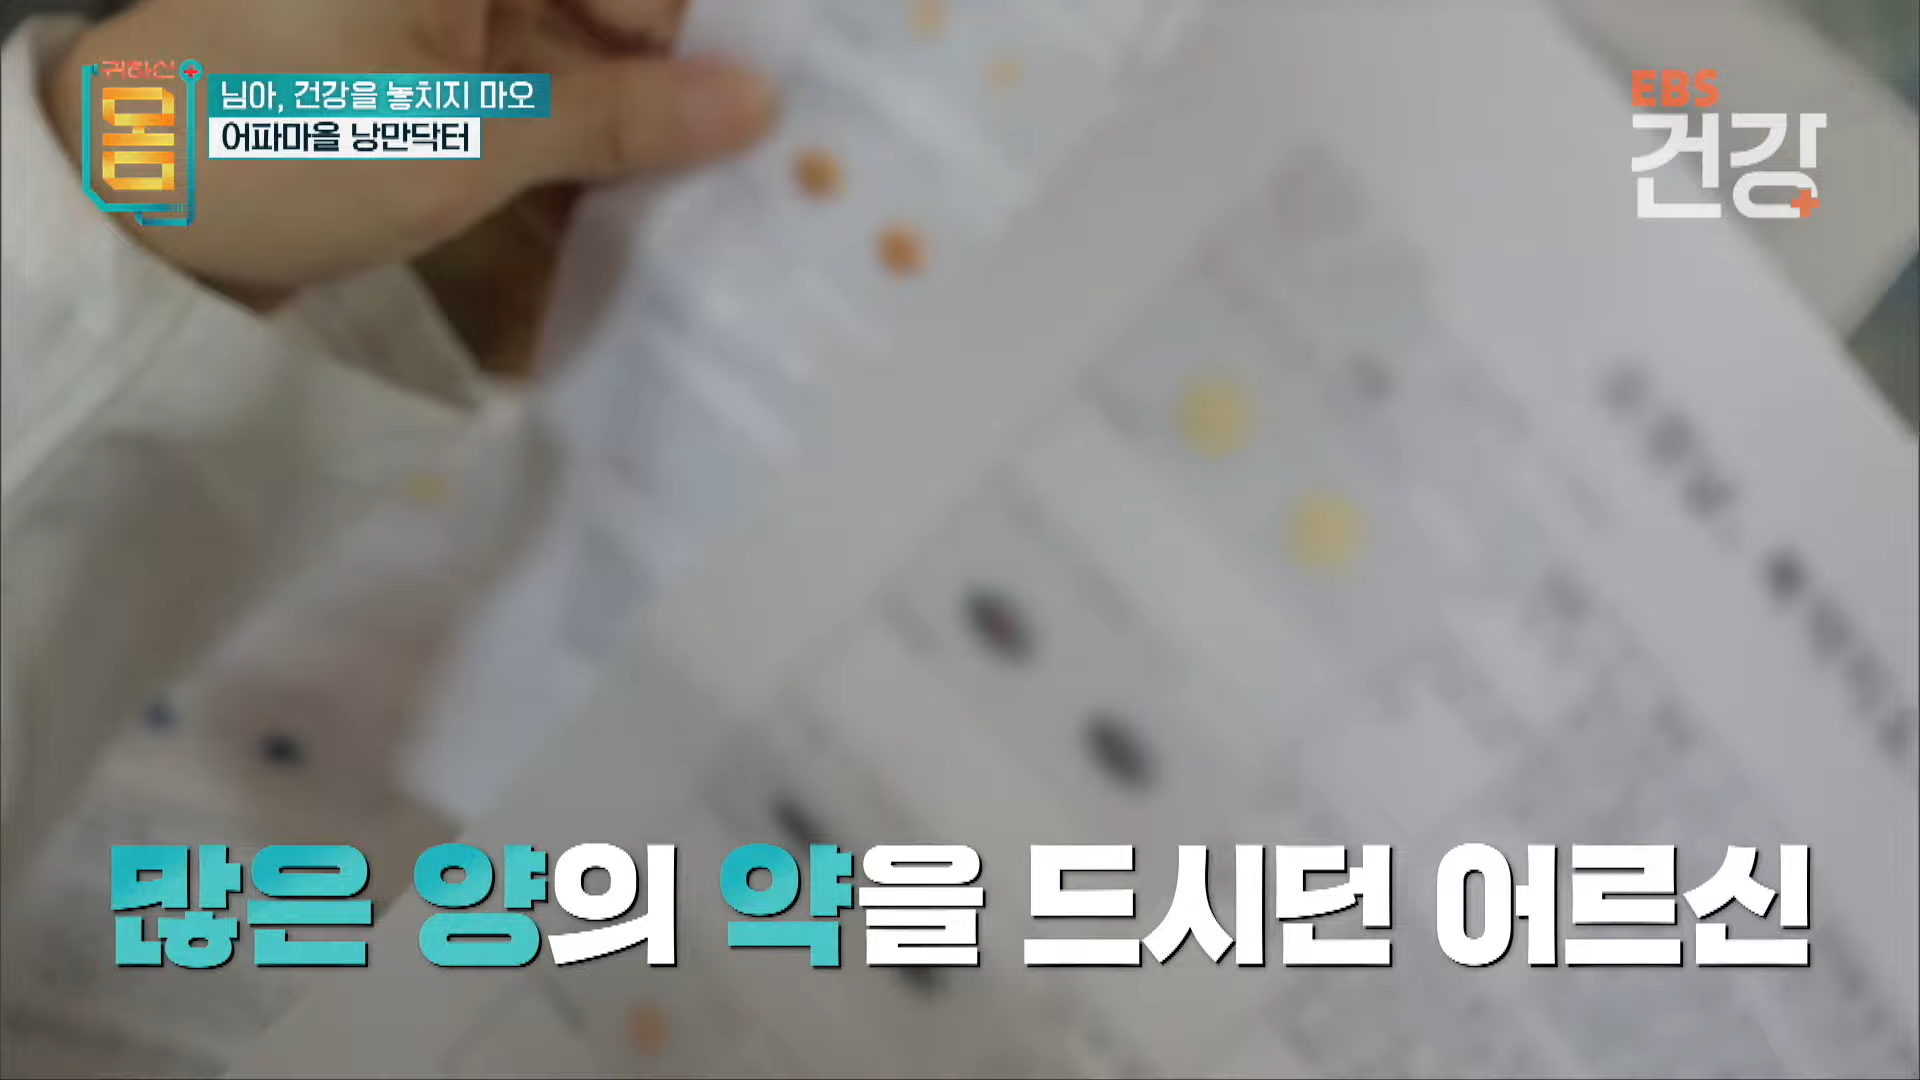 귀하신 몸
님아, 건강을 놓치지 마오
어파마을 낭만닥터
EBS
건강
많은 양의 약을 드시던 어르신